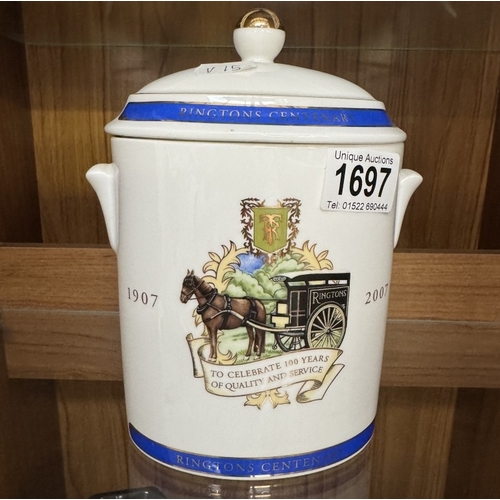 RINGTONS CENTENAR
Unique Auctions
1697
Tel: 01522 690444
1907
2007
RINGTONS
TO CELEBRATE 100 YEARS
OF QUALITY AND SERVICE
RINGTONS CENTEN